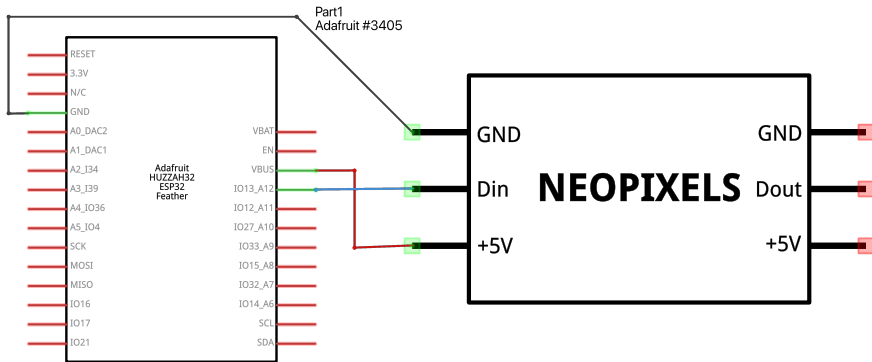 Part1
Adafruit #3405
RESET
3.3V
N/C
GND
A0_DAC2
A1_DAC1
A2_I34
A3_I39
A4_IO36
A5_IO4
SCK
MOSI
MISO
IO16
IO17
IO21
Adafruit
HUZZAH32
ESP32
Feather
VBAT
EN
VBUS
IO13_A12
IO12_A11
IO27_A10
IO33_A9
IO15_A8
IO32_A7
IO14_A6
SCL
SDA
GND
Din
+5V
NEOPIXELS
GND
Dout
+5V